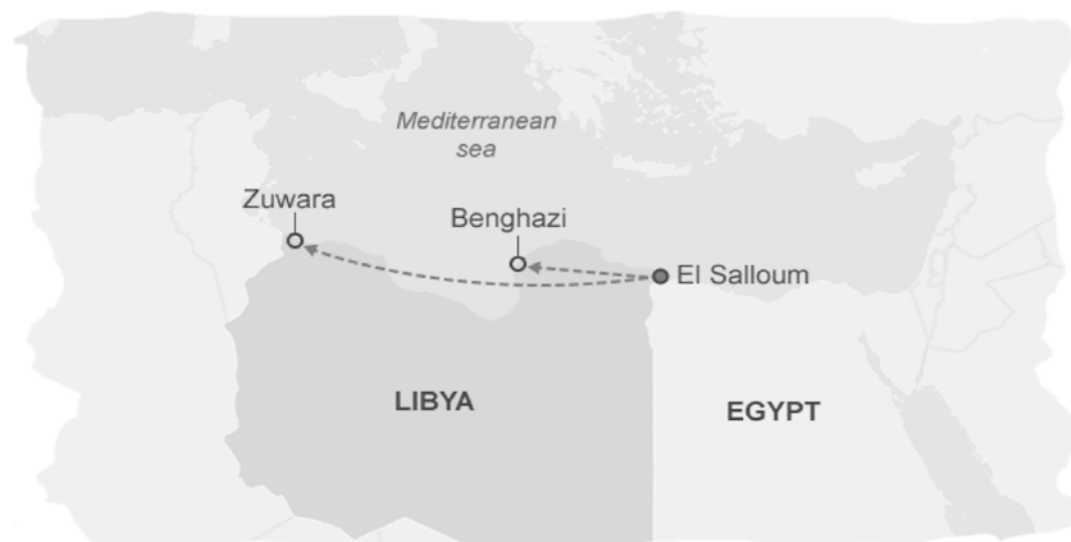 Mediterranean
sea
Zuwara
Benghazi
El Salloum
LIBYA
EGYPT